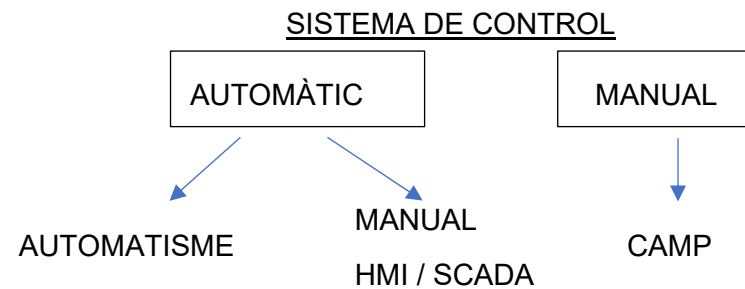 SISTEMA DE CONTROL
AUTOMÀTIC
MANUAL
AUTOMATISME
MANUAL
HMI / SCADA
CAMP